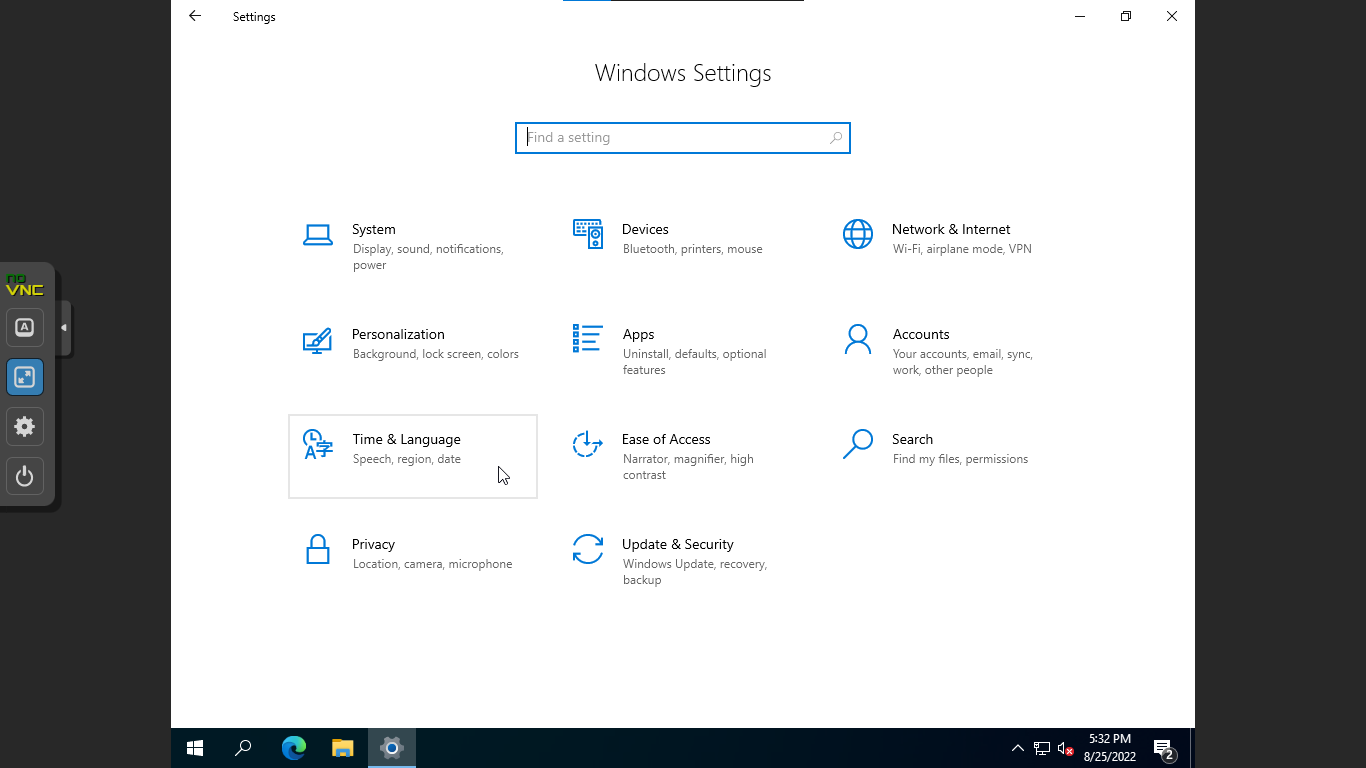 Settings
Windows Settings
Find a setting
System
Display, sound, notifications,
power
Devices
Bluetooth, printers, mouse
Network & Internet
Wi-Fi, airplane mode, VPN
Personalization
Background, lock screen, colors
Apps
Uninstall, defaults, optional
features
Accounts
Your accounts, email, sync,
work, other people
Time & Language
Speech, region, date
Ease of Access
Narrator, magnifier, high
contrast
Search
Find my files, permissions
Privacy
Location, camera, microphone
Update & Security
Windows Update, recovery,
backup
no
VNC
A
5:32 PM
8/25/2022
2